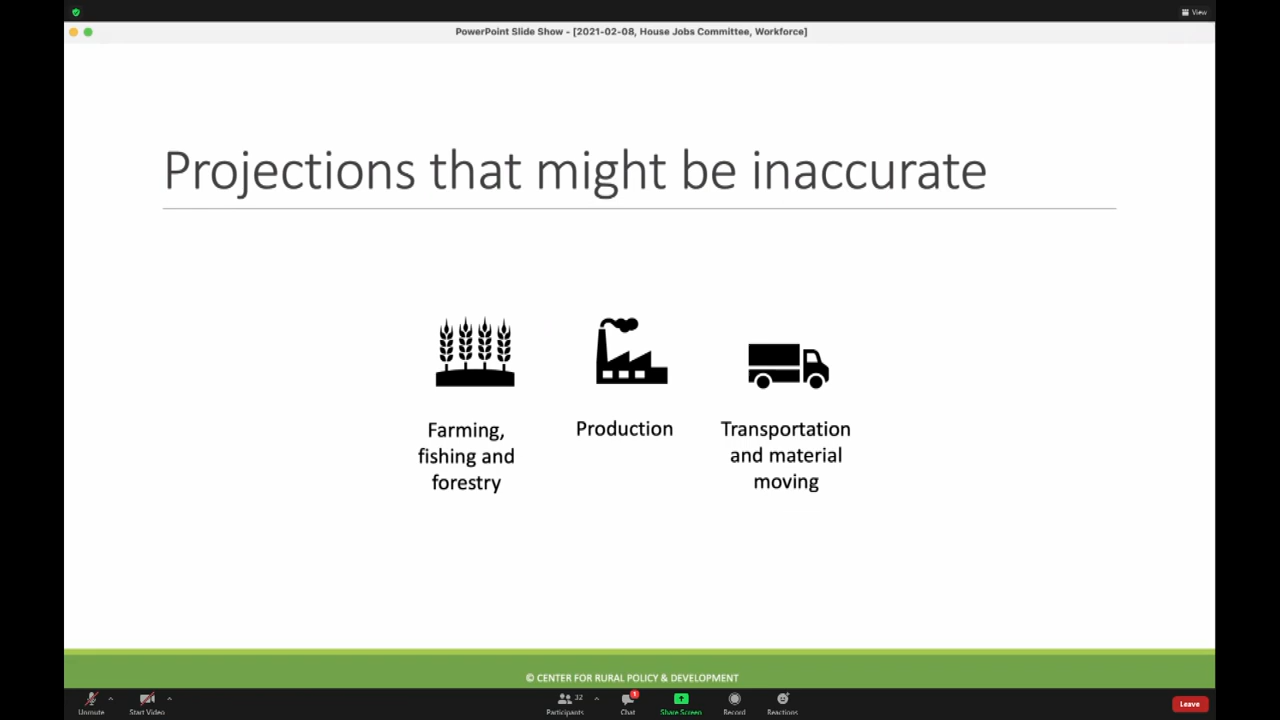 View
PowerPoint Slide Show - [2021-02-08, House Jobs Committee, Workforce]
Projections that might be inaccurate
Farming,
fishing and
forestry
Production
Transportation
and material
moving
© CENTER FOR RURAL POLICY & DEVELOPMENT
Unmute
Start Video
32
Participants
1
Chat
Share Screen
Record
Reactions
Leave